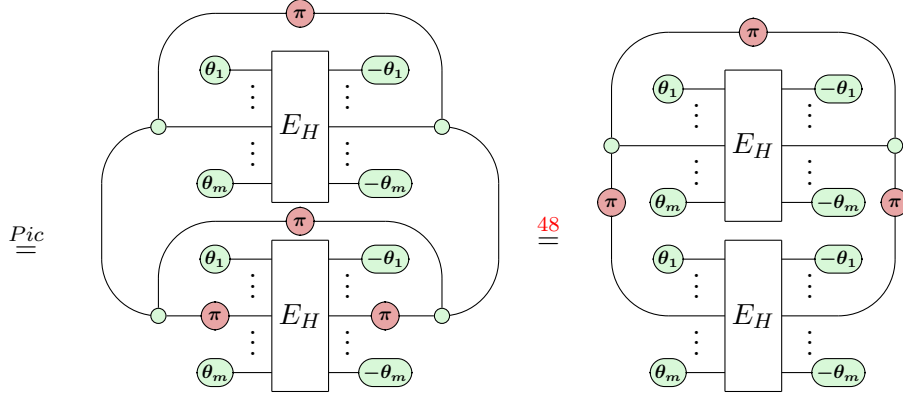 π π
θ₁ −θ₁ θ₁ −θ₁
⋮ ⋮ ⋮ ⋮
E_H E_H
⋮ ⋮ ⋮ ⋮
θₘ −θₘ π θₘ −θₘ π
Pic = π 48 =
θ₁ −θ₁ θ₁ −θ₁
⋮ ⋮ ⋮ ⋮
π E_H π E_H
⋮ ⋮ ⋮ ⋮
θₘ −θₘ θₘ −θₘ